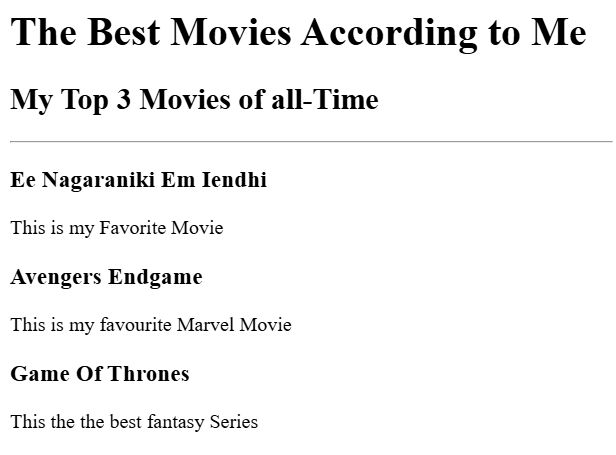 The Best Movies According to Me
My Top 3 Movies of all-Time
Ee Nagaraniki Em Iendhi
This is my Favorite Movie
Avengers Endgame
This is my favourite Marvel Movie
Game Of Thrones
This the the best fantasy Series